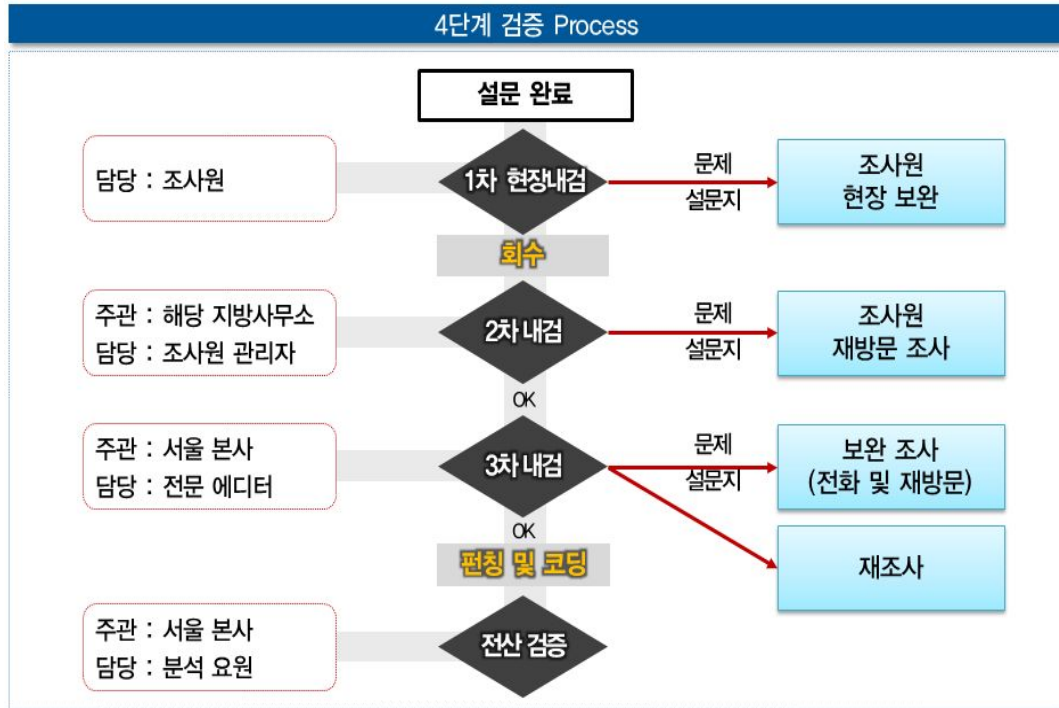 4단계 검증 Process
설문 완료
담당 : 조사원
1차 현장내검
문제
설문지
조사원
현장 보완
회수
주관 : 해당 지방사무소
담당 : 조사원 관리자
2차 내검
문제
설문지
조사원
재방문 조사
OK
주관 : 서울 본사
담당 : 전문 에디터
3차 내검
문제
설문지
보완 조사
(전화 및 재방문)
OK
재조사
펀칭 및 코딩
주관 : 서울 본사
담당 : 분석 요원
전산 검증